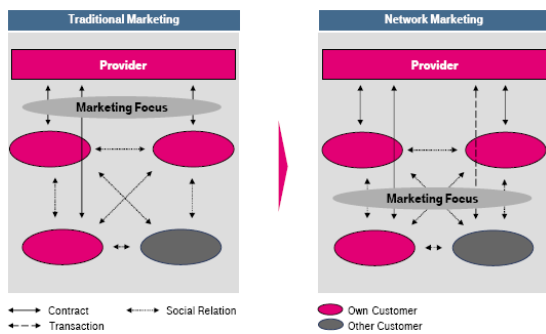 Traditional Marketing
Provider
Marketing Focus
Network Marketing
Provider
Marketing Focus
Contract
Social Relation
Transaction
Own Customer
Other Customer